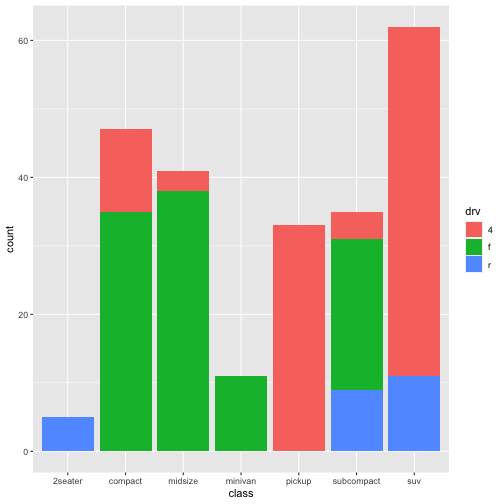 60
40
20
0
count
2seater compact midsize minivan pickup subcompact suv
class
drv
4
f
r